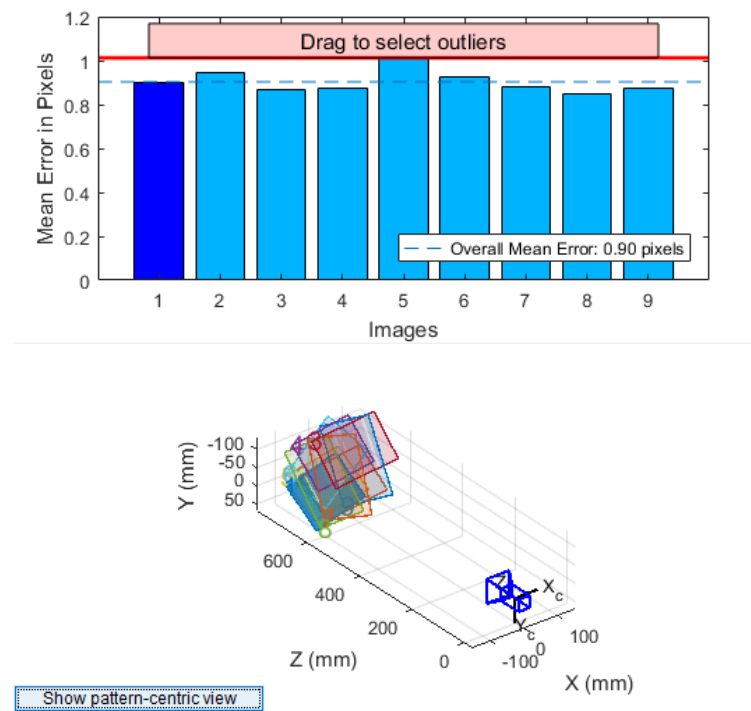 1.2
Drag to select outliers
1
0.8
0.6
0.4
0.2
0
Mean Error in Pixels
Overall Mean Error: 0.90 pixels
1 2 3 4 5 6 7 8 9
Images
-100
-50
0
50
Y (mm)
600
400
200
0
Z (mm)
Z
X_c
Y_c
-100 0 100
X (mm)
Show pattern-centric view